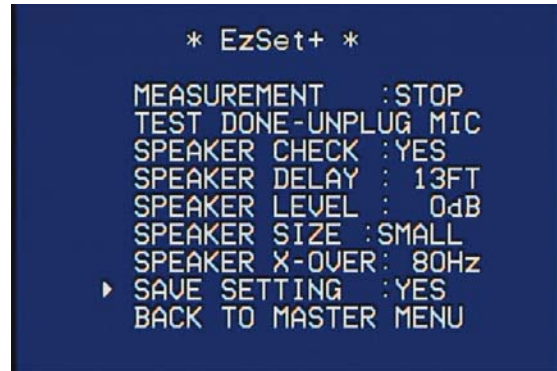 * EzSet+ *
MEASUREMENT :STOP
TEST DONE-UNPLUG MIC
SPEAKER CHECK :YES
SPEAKER DELAY : 13FT
SPEAKER LEVEL : 0dB
SPEAKER SIZE :SMALL
SPEAKER X-OVER: 80Hz
SAVE SETTING :YES
BACK TO MASTER MENU